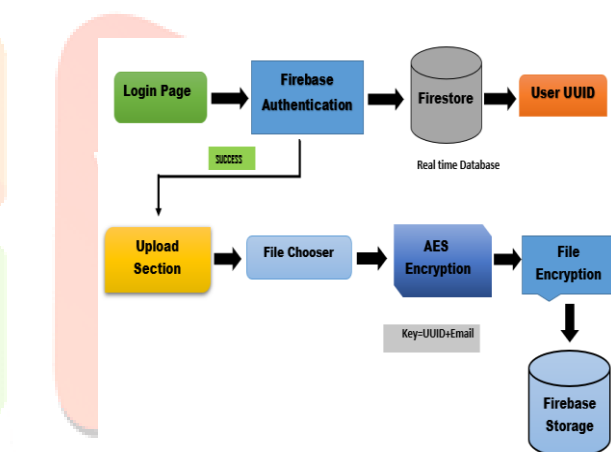 Login Page
Firebase
Authentication
Firestore
User UUID
Real time Database
SUCCESS
Upload
Section
File Chooser
AES
Encryption
File
Encryption
Key=UUID+Email
Firebase
Storage